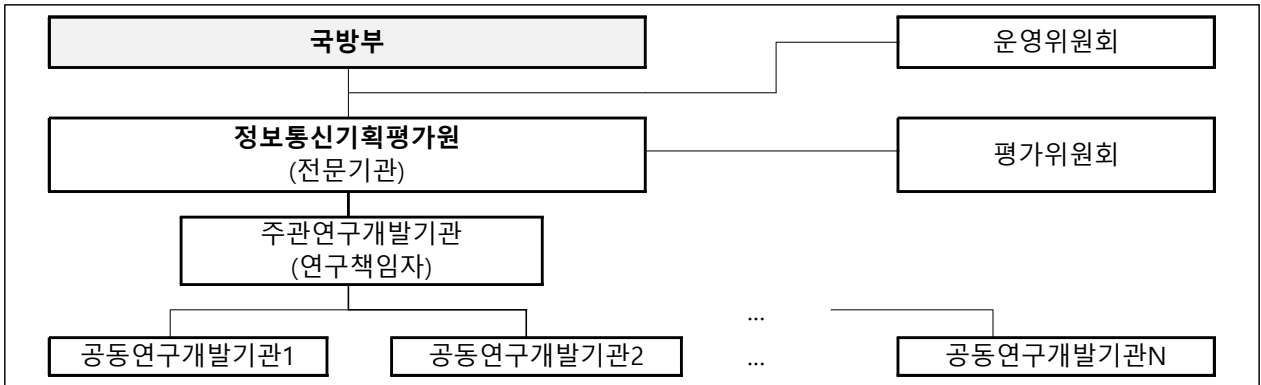 국방부
운영위원회
정보통신기획평가원
(전문기관)
평가위원회
주관연구개발기관
(연구책임자)
...
공동연구개발기관1
공동연구개발기관2
...
공동연구개발기관N